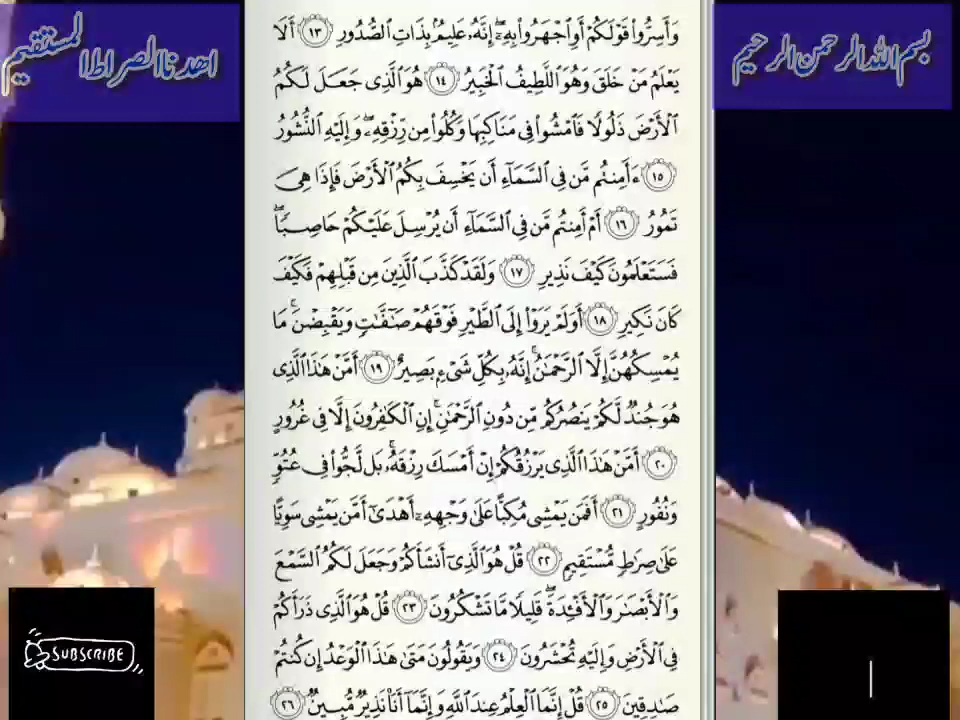 بسم الله الرحمن الرحيم
اهدنا الصراط المستقيم
وَأَسِرُّوا۟ قَوْلَكُمْ أَوِ ٱجْهَرُوا۟ بِهِۦٓ ۖ إِنَّهُۥ عَلِيمٌۢ بِذَاتِ ٱلصُّدُورِ ١٣ أَلَا
يَعْلَمُ مَنْ خَلَقَ وَهُوَ ٱللَّطِيفُ ٱلْخَبِيرُ ١٤ هُوَ ٱلَّذِى جَعَلَ لَكُمُ
ٱلْأَرْضَ ذَلُولًا فَٱمْشُوا۟ فِى مَنَاكِبِهَا وَكُلُوا۟ مِن رِّزْقِهِۦ ۖ وَإِلَيْهِ ٱلنُّشُورُ
١٥ ءَأَمِنتُم مَّن فِى ٱلسَّمَآءِ أَن يَخْسِفَ بِكُمُ ٱلْأَرْضَ فَإِذَا هِىَ
تَمُورُ ١٦ أَمْ أَمِنتُم مَّن فِى ٱلسَّمَآءِ أَن يُرْسِلَ عَلَيْكُمْ حَاصِبًا ۖ
فَسَتَعْلَمُونَ كَيْفَ نَذِيرِ ١٧ وَلَقَدْ كَذَّبَ ٱلَّذِينَ مِن قَبْلِهِمْ فَكَيْفَ
كَانَ نَكِيرِ ١٨ أَوَلَمْ يَرَوْا۟ إِلَى ٱلطَّيْرِ فَوْقَهُمْ صَـٰٓفَّـٰتٍ وَيَقْبِضْنَ ۚ مَا
يُمْسِكُهُنَّ إِلَّا ٱلرَّحْمَـٰنُ ۚ إِنَّهُۥ بِكُلِّ شَىْءٍۭ بَصِيرٌ ١٩ أَمَّنْ هَـٰذَا ٱلَّذِى
هُوَ جُندٌ لَّكُمْ يَنصُرُكُم مِّن دُونِ ٱلرَّحْمَـٰنِ ۚ إِنِ ٱلْكَـٰفِرُونَ إِلَّا فِى غُرُورٍ
٢٠ أَمَّنْ هَـٰذَا ٱلَّذِى يَرْزُقُكُمْ إِنْ أَمْسَكَ رِزْقَهُۥ ۚ بَل لَّجُّوا۟ فِى عُتُوٍّ
وَنُفُورٍ ٢١ أَفَمَن يَمْشِى مُكِبًّا عَلَىٰ وَجْهِهِۦٓ أَهْدَىٰٓ أَمَّن يَمْشِى سَوِيًّا
عَلَىٰ صِرَٰطٍ مُّسْتَقِيمٍ ٢٢ قُلْ هُوَ ٱلَّذِىٓ أَنشَأَكُمْ وَجَعَلَ لَكُمُ ٱلسَّمْعَ
وَٱلْأَبْصَـٰرَ وَٱلْأَفْـِٔدَةَ ۖ قَلِيلًا مَّا تَشْكُرُونَ ٢٣ قُلْ هُوَ ٱلَّذِى ذَرَأَكُمْ
فِى ٱلْأَرْضِ وَإِلَيْهِ تُحْشَرُونَ ٢٤ وَيَقُولُونَ مَتَىٰ هَـٰذَا ٱلْوَعْدُ إِن كُنتُمْ
صَـٰدِقِينَ ٢٥ قُلْ إِنَّمَا ٱلْعِلْمُ عِندَ ٱللَّهِ وَإِنَّمَآ أَنَا۠ نَذِيرٌ مُّبِينٌ ٢٦
SUBSCRIBE